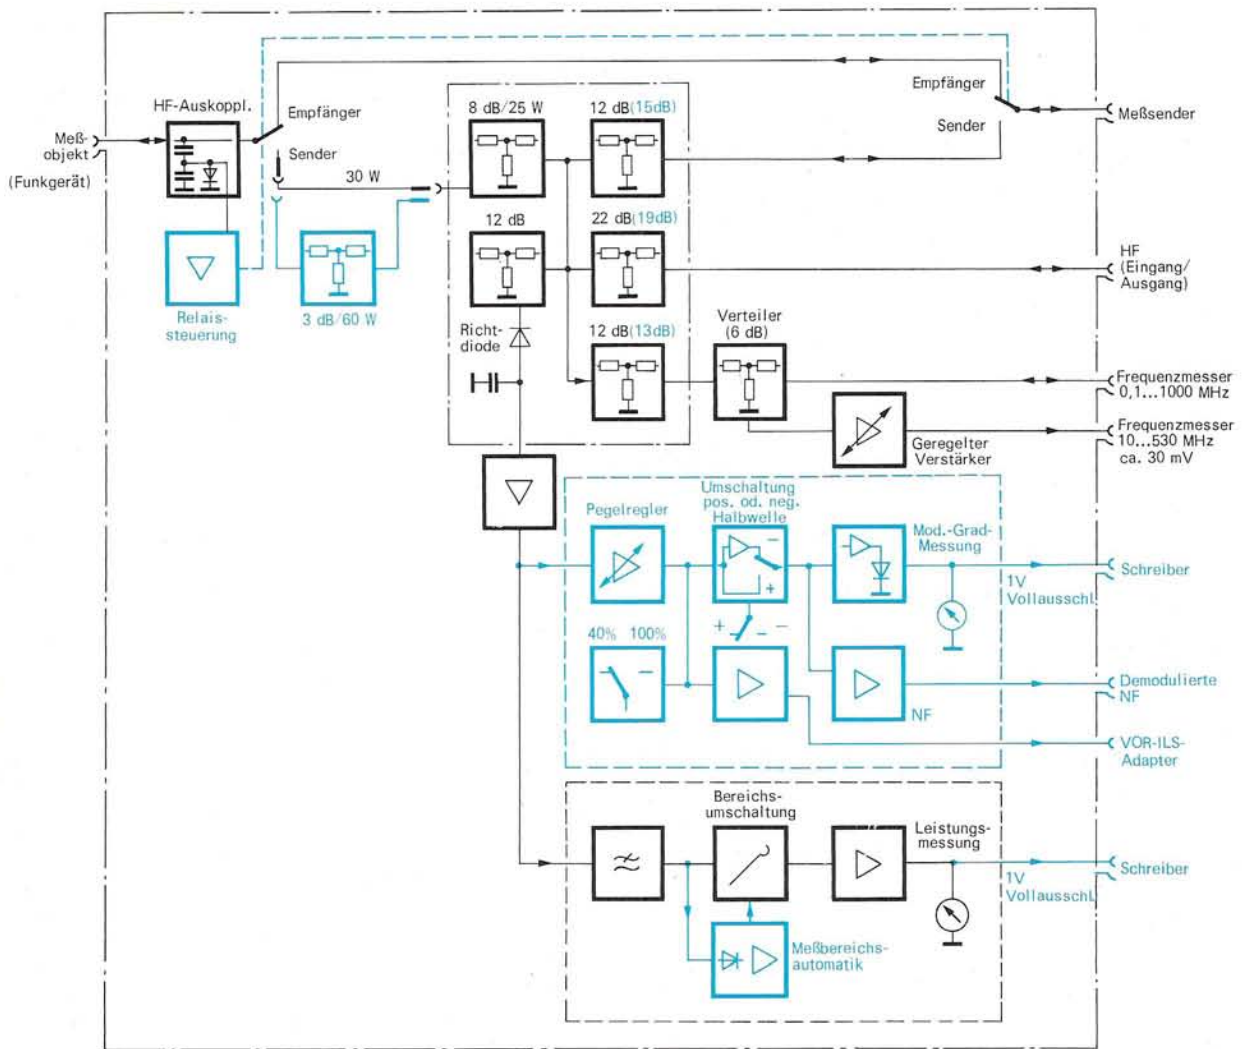 HF-Auskoppl.
Empfänger
Sender
Meß-
objekt
(Funkgerät)
30 W
Relais-
steuerung
3 dB/60 W
8 dB/25 W
12 dB(15dB)
12 dB
22 dB(19dB)
Richt-
diode
12 dB(13dB)
Verteiler
(6 dB)
Empfänger
Sender
Meßsender
HF
(Eingang/
Ausgang)
Frequenzmesser
0,1...1000 MHz
Geregelter
Verstärker
Frequenzmesser
10...530 MHz
ca. 30 mV
Pegelregler
Umschaltung
pos. od. neg.
Halbwelle
−
+
Mod.-Grad-
Messung
1V
Vollausschl.
Schreiber
40% 100%
+ − −
NF
Demodulierte
NF
VOR-ILS-
Adapter
Bereichs-
umschaltung
Leistungs-
messung
1V
Vollausschl.
Schreiber
Meßbereichs-
automatik